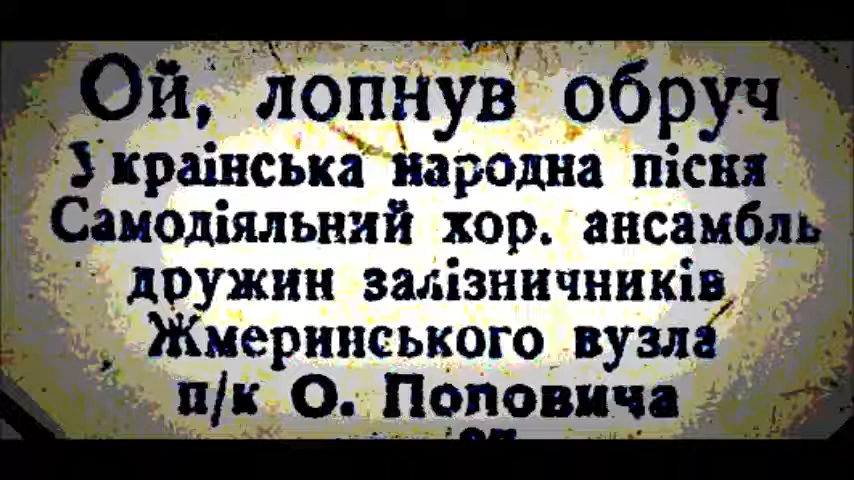 Ой, лопнув обруч
Українська народна пісня
Самодіяльний хор. ансамбль
дружин залізничників
Жмеринського вузла
п/к О. Поповича